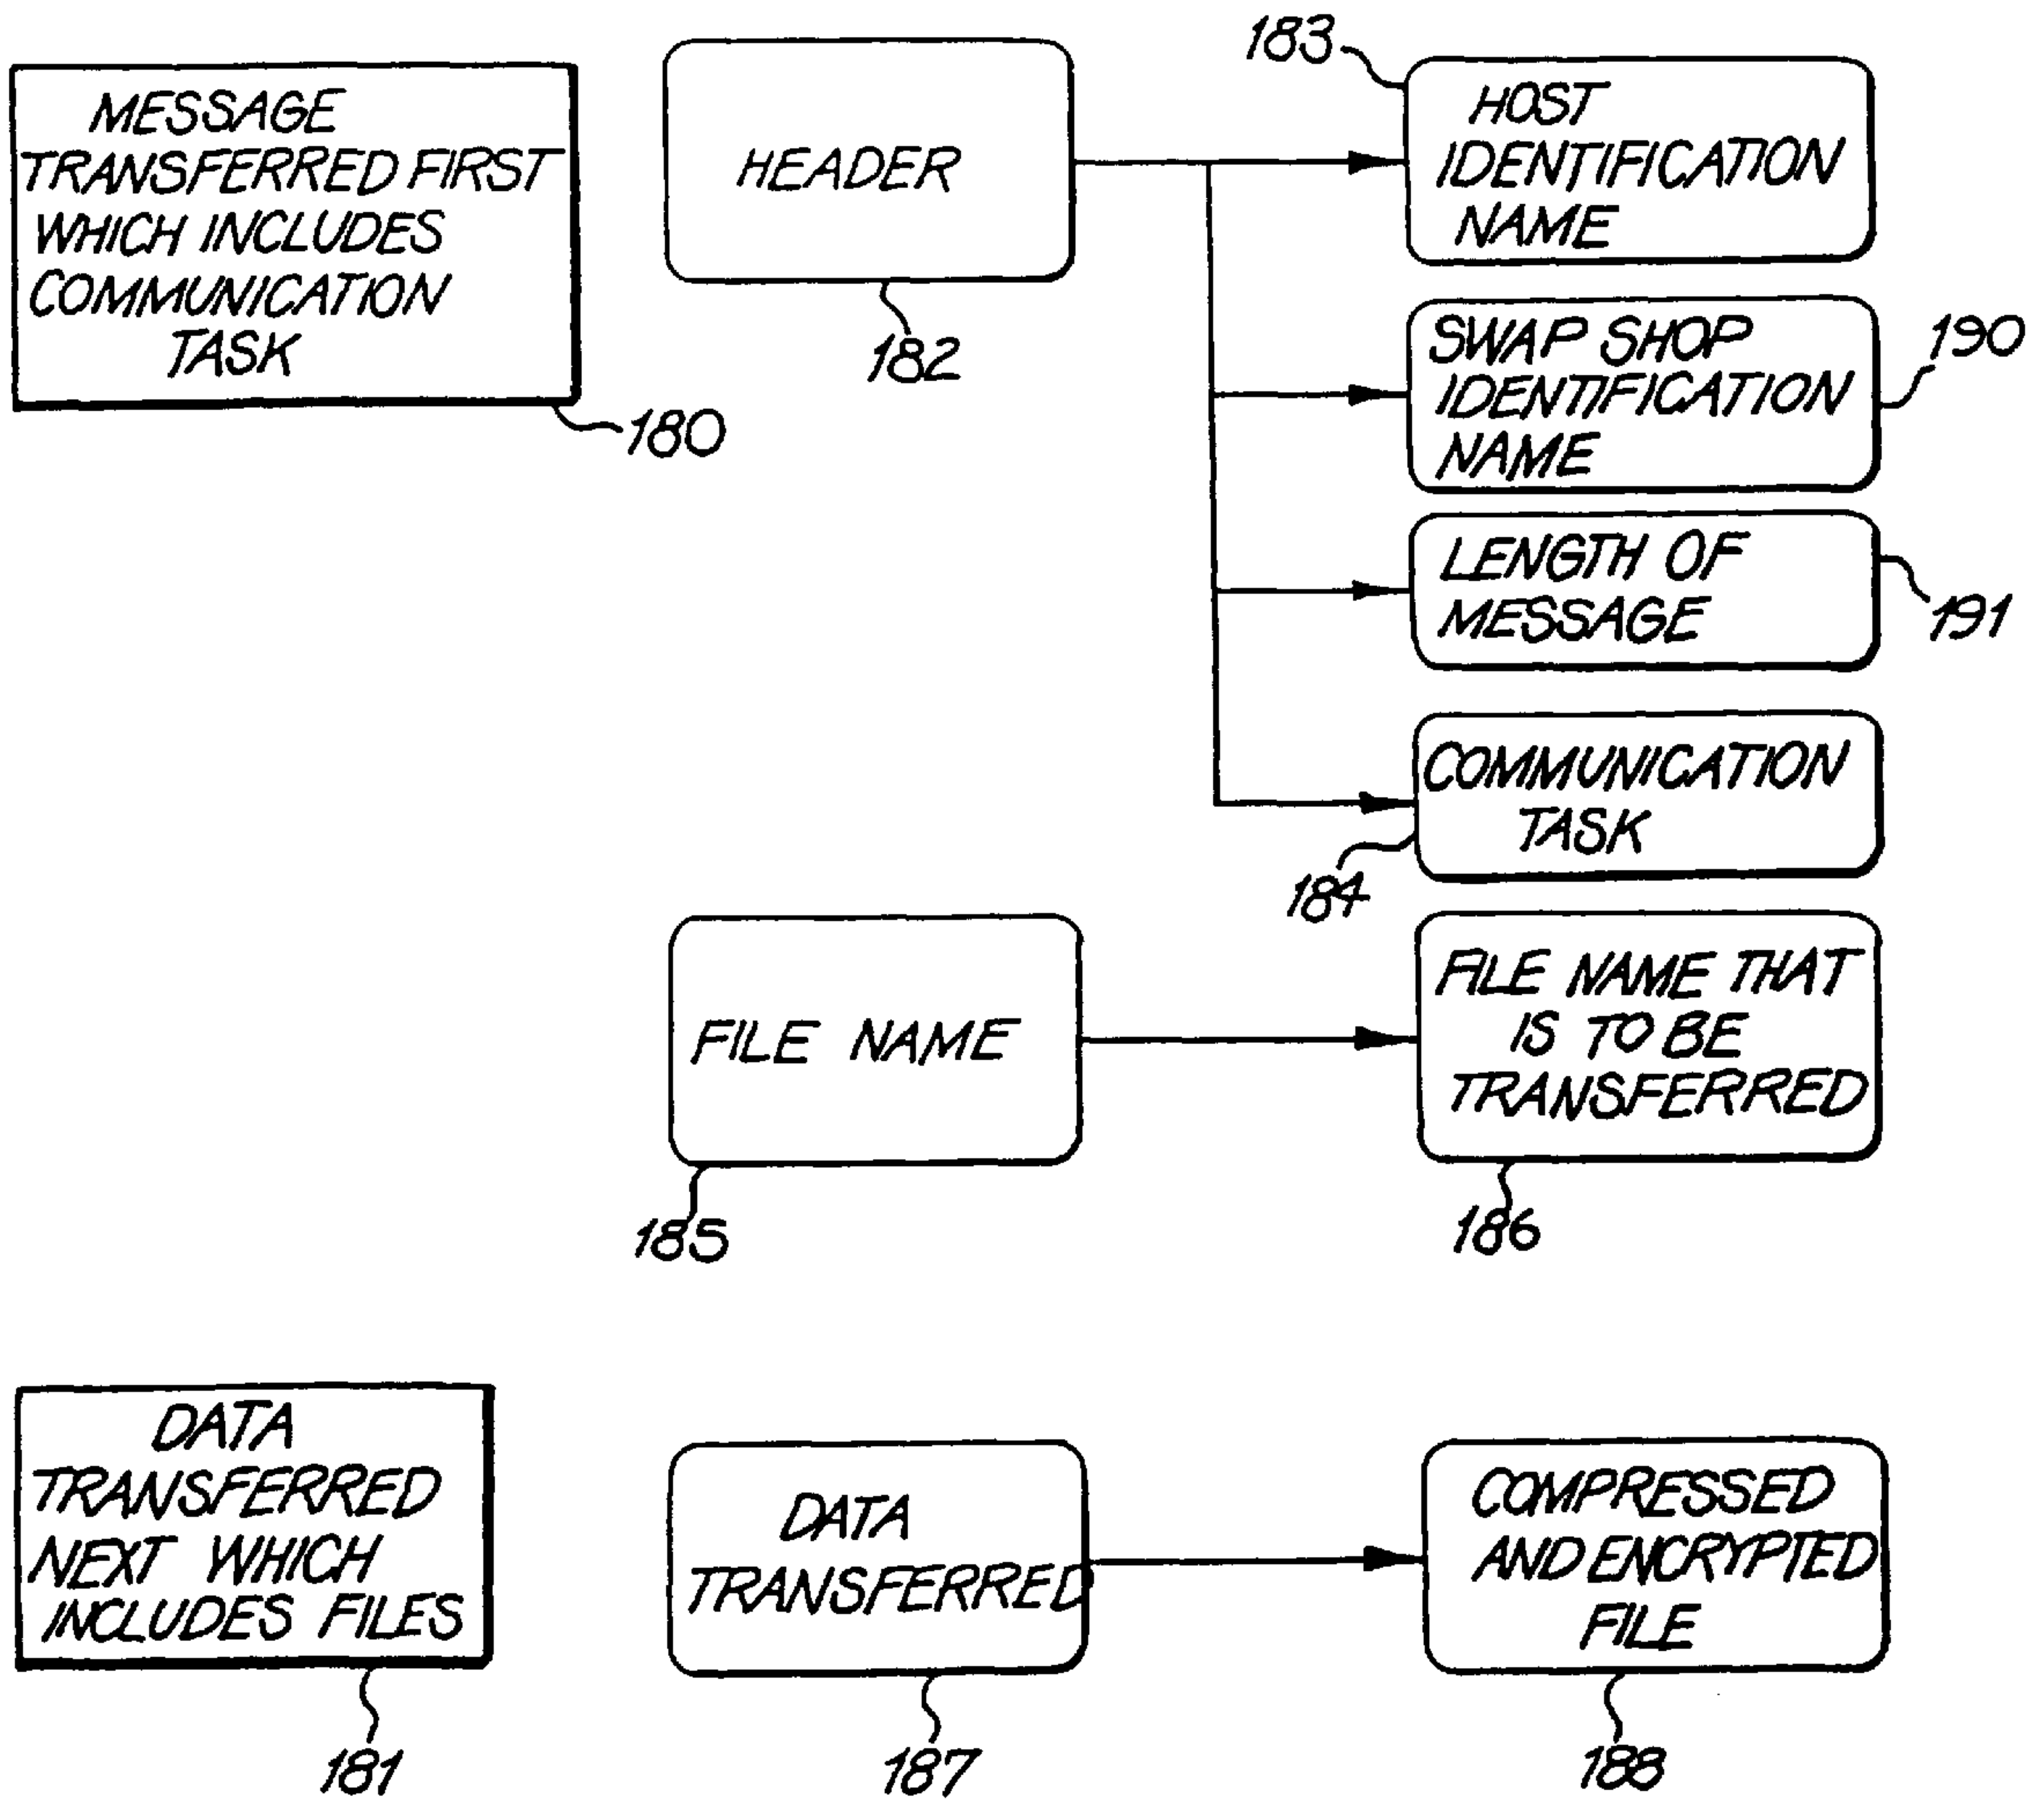 MESSAGE
TRANSFERRED FIRST
WHICH INCLUDES
COMMUNICATION
TASK
180
HEADER
182
183
HOST
IDENTIFICATION
NAME
SWAP SHOP
IDENTIFICATION
NAME
190
LENGTH OF
MESSAGE
191
COMMUNICATION
TASK
184
FILE NAME
185
FILE NAME THAT
IS TO BE
TRANSFERRED
186
DATA
TRANSFERRED
NEXT WHICH
INCLUDES FILES
181
DATA
TRANSFERRED
187
COMPRESSED
AND ENCRYPTED
FILE
188